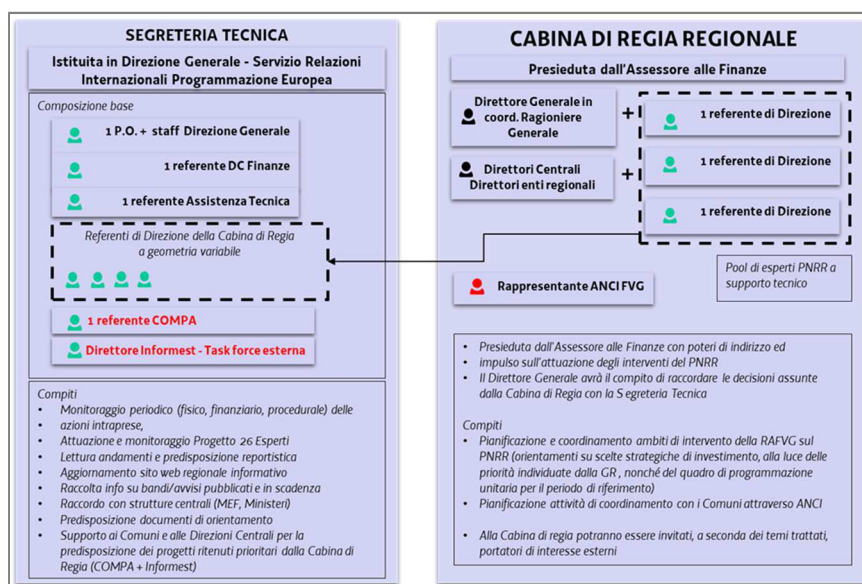 SEGRETERIA TECNICA
Istituita in Direzione Generale - Servizio Relazioni
Internazionali Programmazione Europea
Composizione base
1 P.O. + staff Direzione Generale
1 referente DC Finanze
1 referente Assistenza Tecnica
Referenti di Direzione della Cabina di Regia
a geometria variabile
1 referente COMPA
Direttore Informest - Task force esterna
Compiti
• Monitoraggio periodico (fisico, finanziario, procedurale) delle
• azioni intraprese,
• Attuazione e monitoraggio Progetto 26 Esperti
• Lettura andamenti e predisposizione reportistica
• Aggiornamento sito web regionale informativo
• Raccolta info su bandi/avvisi pubblicati e in scadenza
• Raccordo con strutture centrali (MEF, Ministeri)
• Predisposizione documenti di orientamento
• Supporto ai Comuni e alle Direzioni Centrali per la
predisposizione dei progetti ritenuti prioritari dalla Cabina di
Regia (COMPA + Informest)
CABINA DI REGIA REGIONALE
Presieduta dall'Assessore alle Finanze
Direttore Generale in
coord. Ragioniere
Generale
+
1 referente di Direzione
Direttori Centrali
Direttori enti regionali
+
1 referente di Direzione
1 referente di Direzione
Pool di esperti PNRR a
supporto tecnico
Rappresentante ANCI FVG
• Presieduta dall'Assessore alle Finanze con poteri di indirizzo ed
• impulso sull'attuazione degli interventi del PNRR
• Il Direttore Generale avrà il compito di raccordare le decisioni assunte
dalla Cabina di Regia con la S egreteria Tecnica
Compiti
• Pianificazione e coordinamento ambiti di intervento della RAFVG sul
PNRR (orientamenti su scelte strategiche di investimento, alla luce delle
priorità individuate dalla GR , nonché del quadro di programmazione
unitaria per il periodo di riferimento)
• Pianificazione attività di coordinamento con i Comuni attraverso ANCI
• Alla Cabina di regia potranno essere invitati, a seconda dei temi trattati,
portatori di interesse esterni